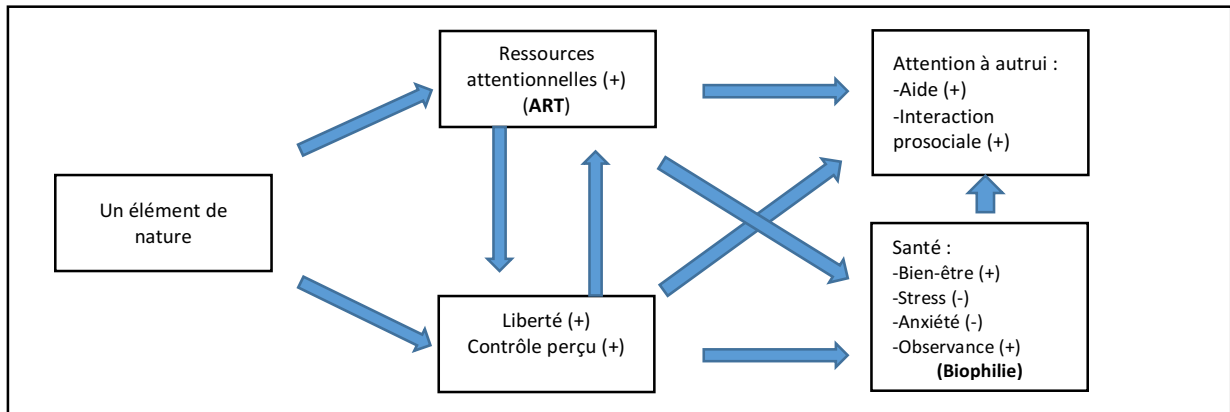 Un élément de
nature
Ressources
attentionnelles (+)
(ART)
Liberté (+)
Contrôle perçu (+)
Attention à autrui :
-Aide (+)
-Interaction
prosociale (+)
Santé :
-Bien-être (+)
-Stress (-)
-Anxiété (-)
-Observance (+)
(Biophilie)